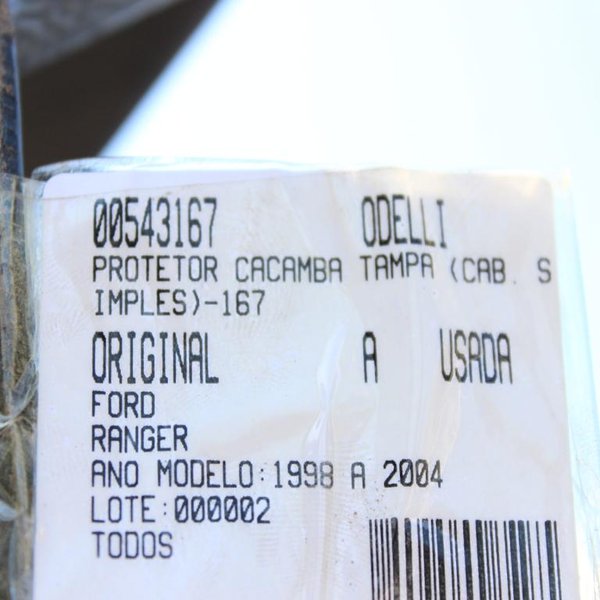 00543167 ODELLI
PROTETOR CACAMBA TAMPA (CAB. S
IMPLES)-167
ORIGINAL A USADA
FORD
RANGER
ANO MODELO:1998 A 2004
LOTE:000002
TODOS